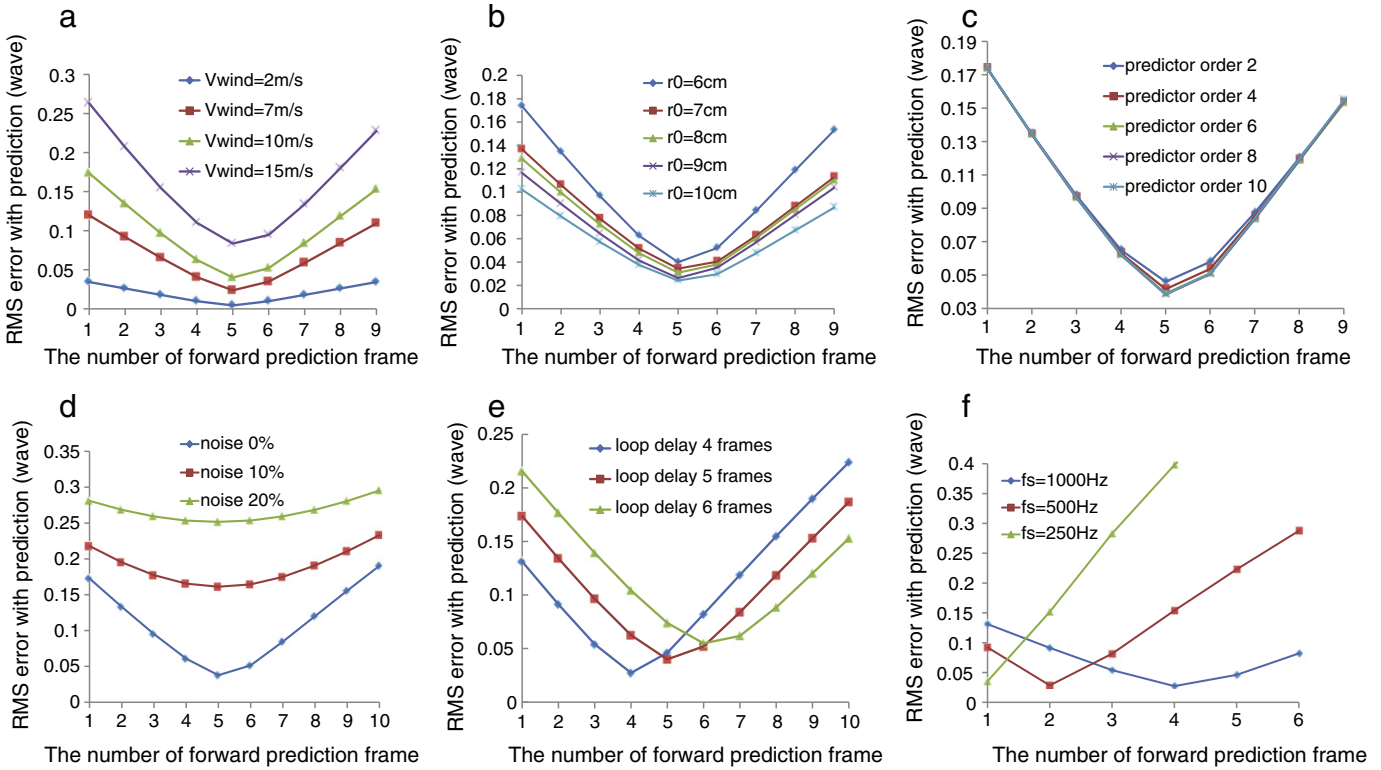 a
RMS error with prediction (wave)
0.3
0.25
0.2
0.15
0.1
0.05
0
Vwind=2m/s
Vwind=7m/s
Vwind=10m/s
Vwind=15m/s
1 2 3 4 5 6 7 8 9
The number of forward prediction frame
b
RMS error with prediction (wave)
0.2
0.18
0.16
0.14
0.12
0.1
0.08
0.06
0.04
0.02
0
r0=6cm
r0=7cm
r0=8cm
r0=9cm
r0=10cm
1 2 3 4 5 6 7 8 9
The number of forward prediction frame
c
RMS error with prediction (wave)
0.19
0.17
0.15
0.13
0.11
0.09
0.07
0.05
0.03
predictor order 2
predictor order 4
predictor order 6
predictor order 8
predictor order 10
1 2 3 4 5 6 7 8 9
The number of forward prediction frame
d
RMS error with prediction (wave)
0.35
0.3
0.25
0.2
0.15
0.1
0.05
0
noise 0%
noise 10%
noise 20%
1 2 3 4 5 6 7 8 9 10
The number of forward prediction frame
e
RMS error with prediction (wave)
0.25
0.2
0.15
0.1
0.05
0
loop delay 4 frames
loop delay 5 frames
loop delay 6 frames
1 2 3 4 5 6 7 8 9 10
The number of forward prediction frame
f
RMS error with prediction (wave)
0.4
0.35
0.3
0.25
0.2
0.15
0.1
0.05
0
fs=1000Hz
fs=500Hz
fs=250Hz
1 2 3 4 5 6
The number of forward prediction frame